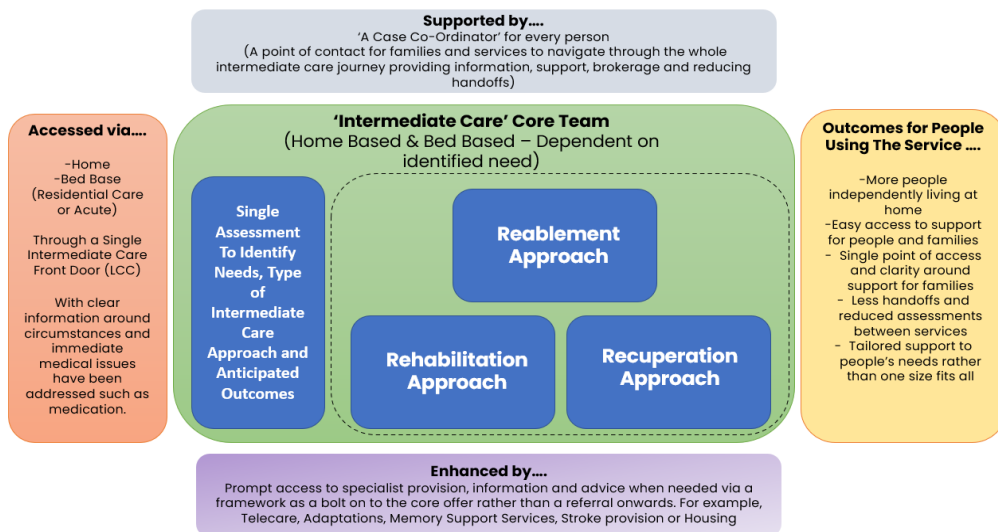 Supported by....
‘A Case Co-Ordinator’ for every person
(A point of contact for families and services to navigate through the whole
intermediate care journey providing information, support, brokerage and reducing
handoffs)
Accessed via....
-Home
-Bed Base
(Residential Care
or Acute)
Through a Single
Intermediate Care
Front Door (LCC)
With clear
information around
circumstances and
immediate
medical issues
have been
addressed such as
medication.
‘Intermediate Care’ Core Team
(Home Based & Bed Based – Dependent on
identified need)
Single
Assessment
To Identify
Needs, Type
of
Intermediate
Care
Approach and
Anticipated
Outcomes
Reablement
Approach
Rehabilitation
Approach
Recuperation
Approach
Outcomes for People
Using The Service ....
-More people
independently living at
home
-Easy access to support
for people and families
- Single point of access
and clarity around
support for families
- Less handoffs and
reduced assessments
between services
- Tailored support to
people’s needs rather
than one size fits all
Enhanced by....
Prompt access to specialist provision, information and advice when needed via a
framework as a bolt on to the core offer rather than a referral onwards. For example,
Telecare, Adaptations, Memory Support Services, Stroke provision or Housing